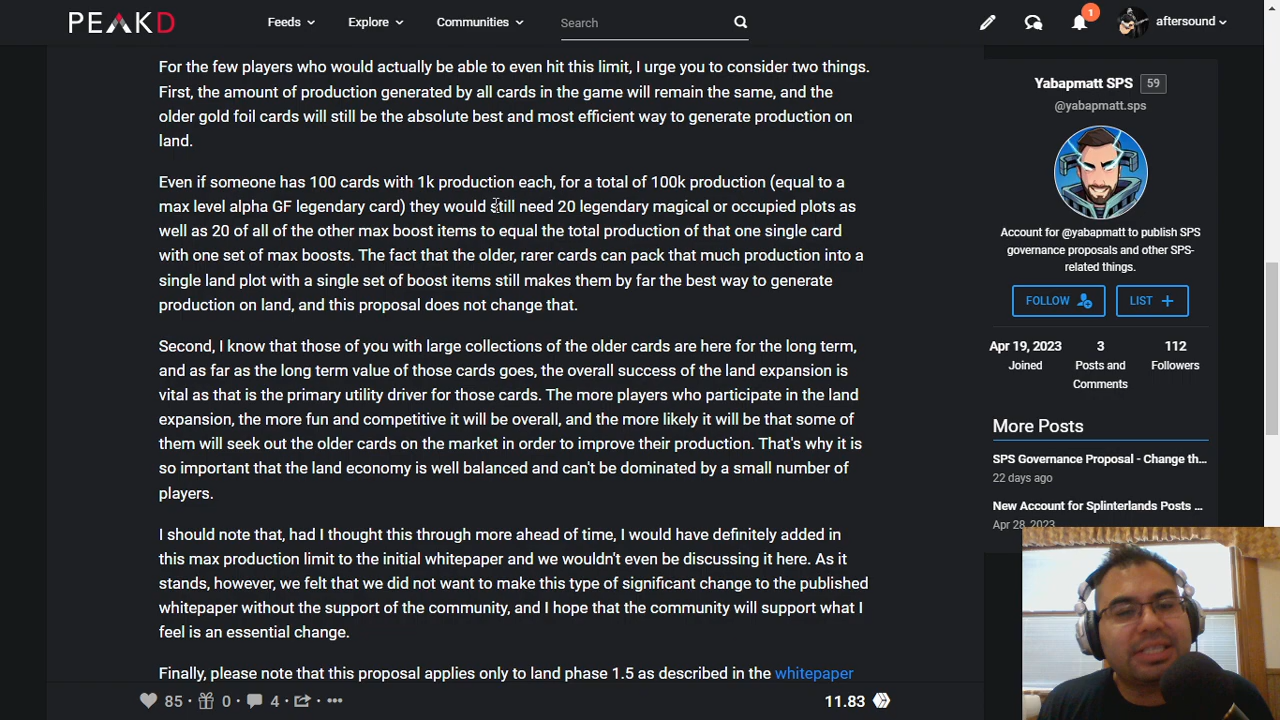 PEAKD
Feeds
Explore
Communities
Search
1
aftersound
For the few players who would actually be able to even hit this limit, I urge you to consider two things.
First, the amount of production generated by all cards in the game will remain the same, and the
older gold foil cards will still be the absolute best and most efficient way to generate production on
land.
Even if someone has 100 cards with 1k production each, for a total of 100k production (equal to a
max level alpha GF legendary card) they would still need 20 legendary magical or occupied plots as
well as 20 of all of the other max boost items to equal the total production of that one single card
with one set of max boosts. The fact that the older, rarer cards can pack that much production into a
single land plot with a single set of boost items still makes them by far the best way to generate
production on land, and this proposal does not change that.
Second, I know that those of you with large collections of the older cards are here for the long term,
and as far as the long term value of those cards goes, the overall success of the land expansion is
vital as that is the primary utility driver for those cards. The more players who participate in the land
expansion, the more fun and competitive it will be overall, and the more likely it will be that some of
them will seek out the older cards on the market in order to improve their production. That's why it is
so important that the land economy is well balanced and can't be dominated by a small number of
players.
I should note that, had I thought this through more ahead of time, I would have definitely added in
this max production limit to the initial whitepaper and we wouldn't even be discussing it here. As it
stands, however, we felt that we did not want to make this type of significant change to the published
whitepaper without the support of the community, and I hope that the community will support what I
feel is an essential change.
Finally, please note that this proposal applies only to land phase 1.5 as described in the whitepaper
85 0 4
11.83
Yabapmatt SPS 59
@yabapmatt.sps
Account for @yabapmatt to publish
SPS governance proposals and other SPS-
related things.
FOLLOW
LIST
Apr 19, 2023 3 112
Joined Posts and Followers
Comments
More Posts
SPS Governance Proposal - Change th...
22 days ago
New Account for Splinterlands Posts ...
Apr 28, 2023